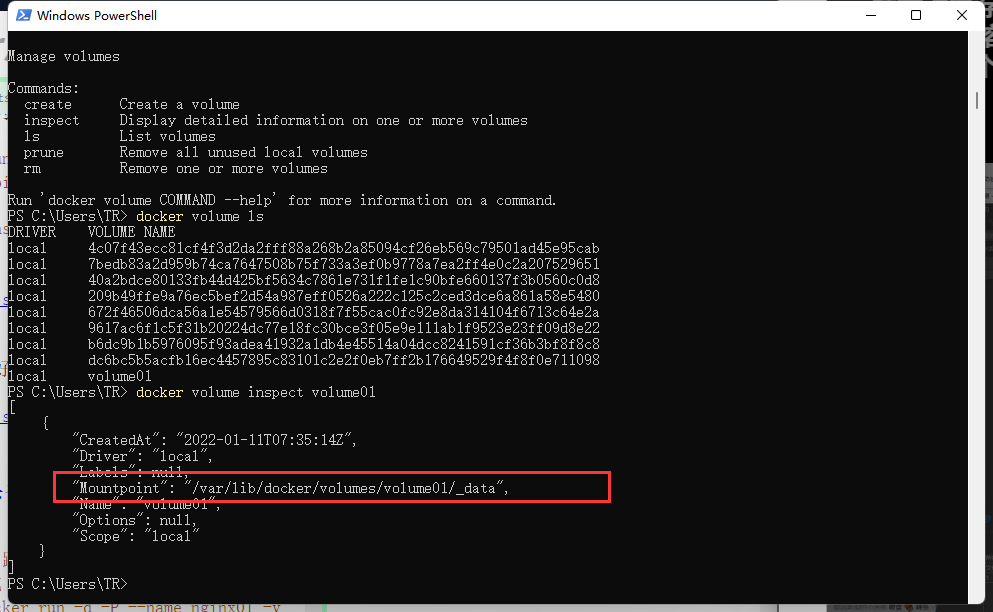 Windows PowerShell
Manage volumes
Commands:
create Create a volume
inspect Display detailed information on one or more volumes
ls List volumes
prune Remove all unused local volumes
rm Remove one or more volumes
Run 'docker volume COMMAND --help' for more information on a command.
PS C:\Users\TR> docker volume ls
DRIVER VOLUME NAME
local 4c07f43ecc81cf4f3d2da2fff88a268b2a85094cf26eb569c79501ad45e95cab
local 7bedb83a2d959b74ca7647508b75f733a3ef0b9778a7ea2ff4e0c2a207529651
local 40a2bdce80133fb44d425bf5634c7861e731f1fe1c90bfe660137f3b0560c0d8
local 209b49ffe9a76ec5bef2d54a987eff0526a222c125c2ced3dce6a861a58e5480
local 672f46506dca56a1e54579566d0318f7f55cac0fc92e8da314104f6713c64e2a
local 9617ac6f1c5f31b20224dc77e18fc30bce3f05e9e111ab1f9523e23ff09d8e22
local b6dc9b1b5976095f93adea41932a1db4e45514a04dcc8241591cf36b3bf8f8c8
local dc6bc5b5acfb16ec4457895c83101c2e2f0eb7ff2b176649529f4f8f0e711098
local volume01
PS C:\Users\TR> docker volume inspect volume01
[
{
"CreatedAt": "2022-01-11T07:35:14Z",
"Driver": "local",
"Labels": null,
"Mountpoint": "/var/lib/docker/volumes/volume01/_data",
"Name": "volume01",
"Options": null,
"Scope": "local"
}
]
PS C:\Users\TR>
run -d -P --name nginx01 -v